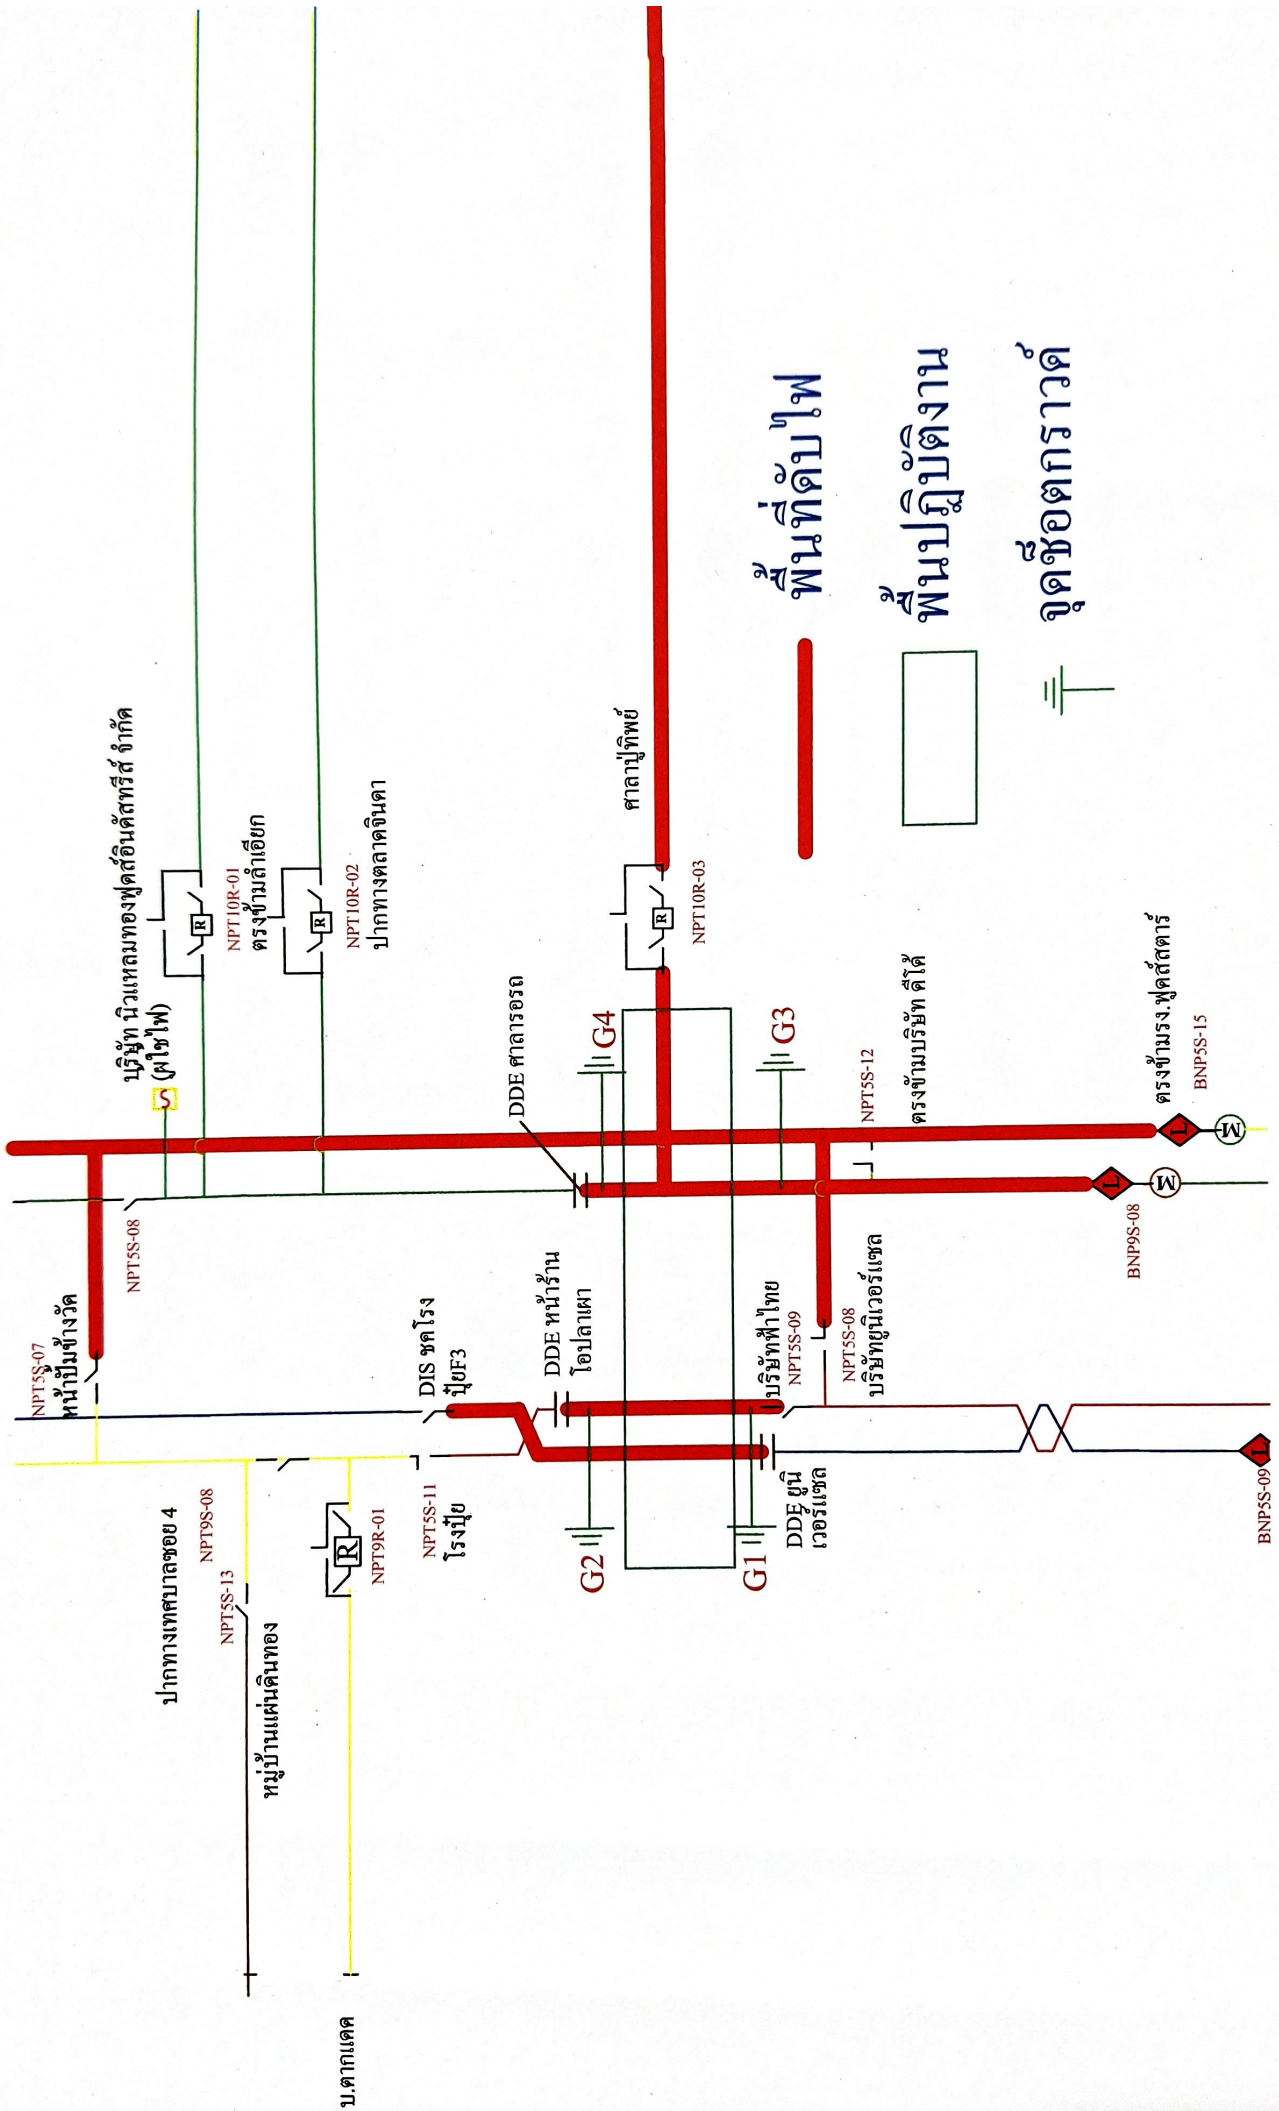 บ.ตากแดด
ปากทางเทศบาลซอย 4
NPT9S-08
NPT5S-13
หมู่บ้านแผ่นดินทอง
R
NPT9R-01
NPT5S-11
โรงปุ๋ย
NPT5S-07
หน้าปั๊มข้างวัด
NPT5S-08
DIS ชดโรง
ปุ๋ยF3
DDE หน้าร้าน
โอปลาเผา
G2
G1
DDE ยูนิ
เวอร์แซล
บริษัทฟ้าไทย
NPT5S-09
NPT5S-08
บริษัทยูนิเวอร์แซล
L
BNP5S-09
บริษัท นิวแหลมทองฟูดส์อินดัสทรีส์ จำกัด
(ผู้ใช้ไฟ)
S
R
NPT10R-01
ตรงข้ามลำเอียก
R
NPT10R-02
ปากทางตลาดจินดา
DDE ศาลารอรถ
G4
G3
ศาลาปู่ทิพย์
R
NPT10R-03
NPT5S-12
ตรงข้ามบริษัท ดีโด้
L
M
BNP9S-08
L
M
ตรงข้ามรง.ฟูดส์สตาร์
BNP5S-15
พื้นที่ดับไฟ
พื้นปฏิบัติงาน
จุดช็อตกราวด์